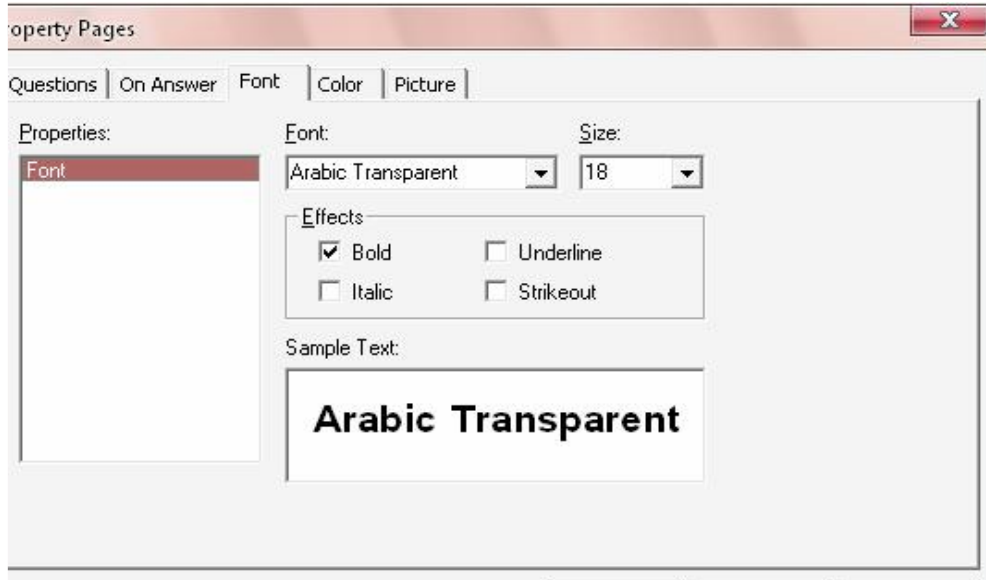 operty Pages
Questions On Answer Font Color Picture
Properties: Font: Size:
Font Arabic Transparent 18
Effects
Bold Underline
Italic Strikeout
Sample Text:
Arabic Transparent